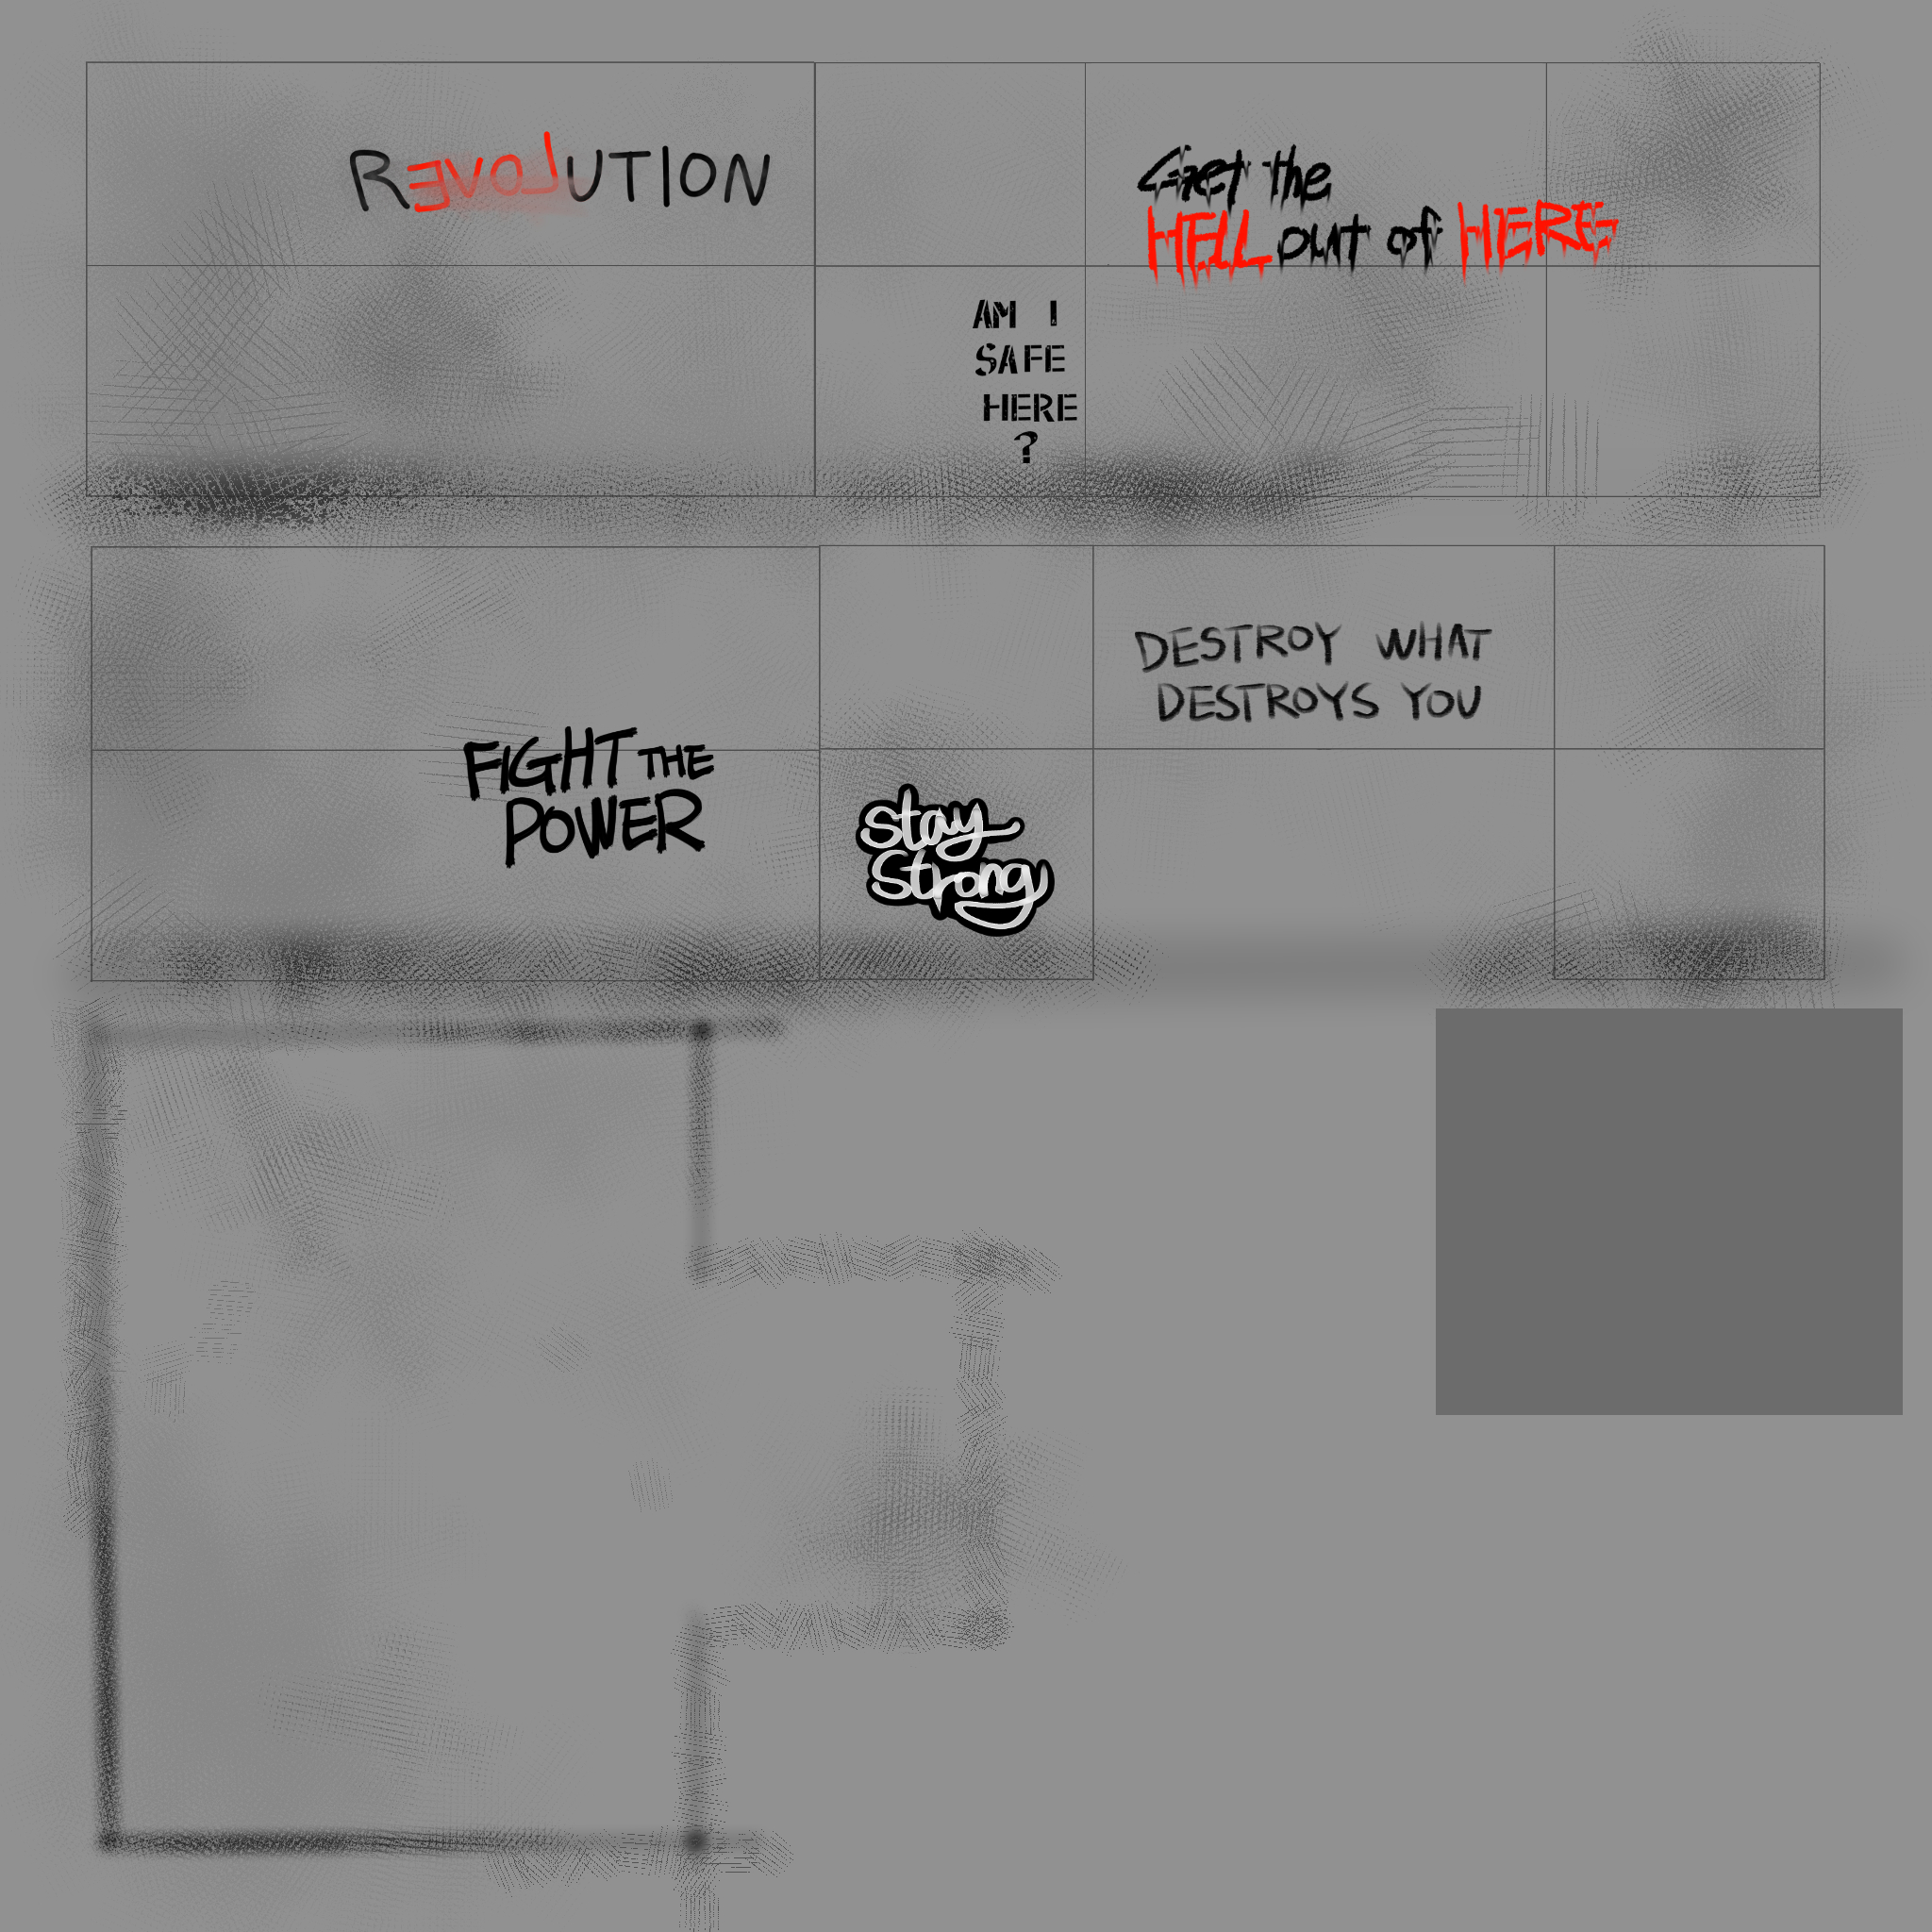 REVOLUTION
Get the
HELL out of HERE
AM I
SAFE
HERE
?
DESTROY WHAT
DESTROYS YOU
FIGHT THE
POWER
stay
strong